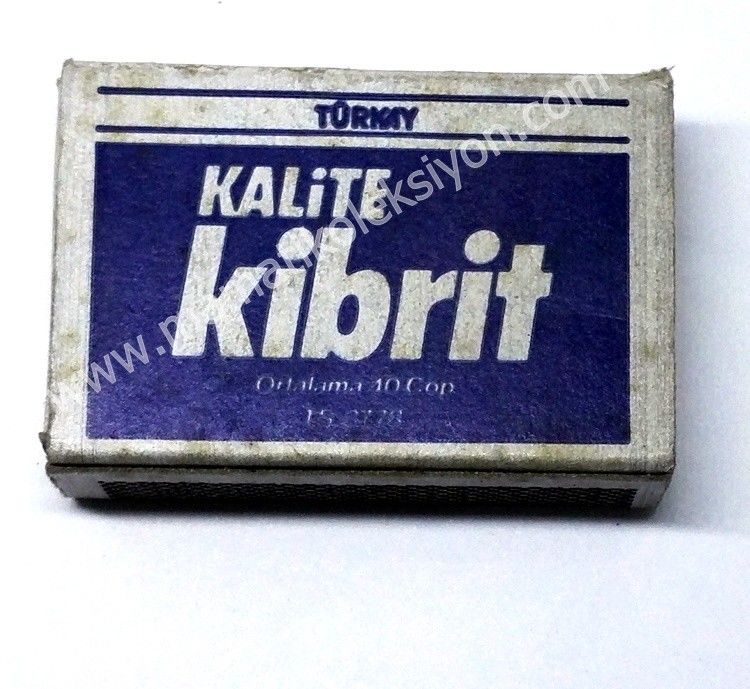 TÜRKAY
KALİTE
kibrit
Ortalama 40 Çöp